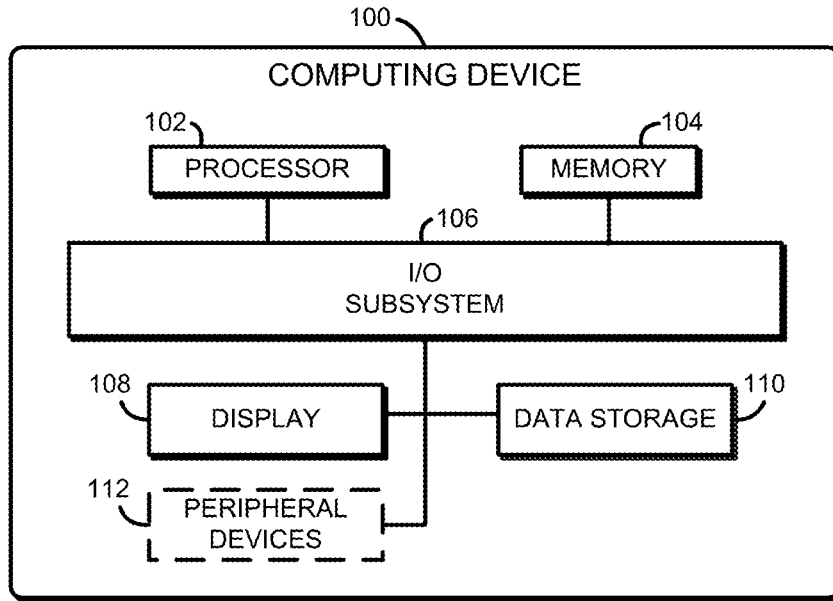 100
COMPUTING DEVICE
102
104
PROCESSOR
MEMORY
106
I/O
SUBSYSTEM
108
DISPLAY
DATA STORAGE
110
112
PERIPHERAL
DEVICES